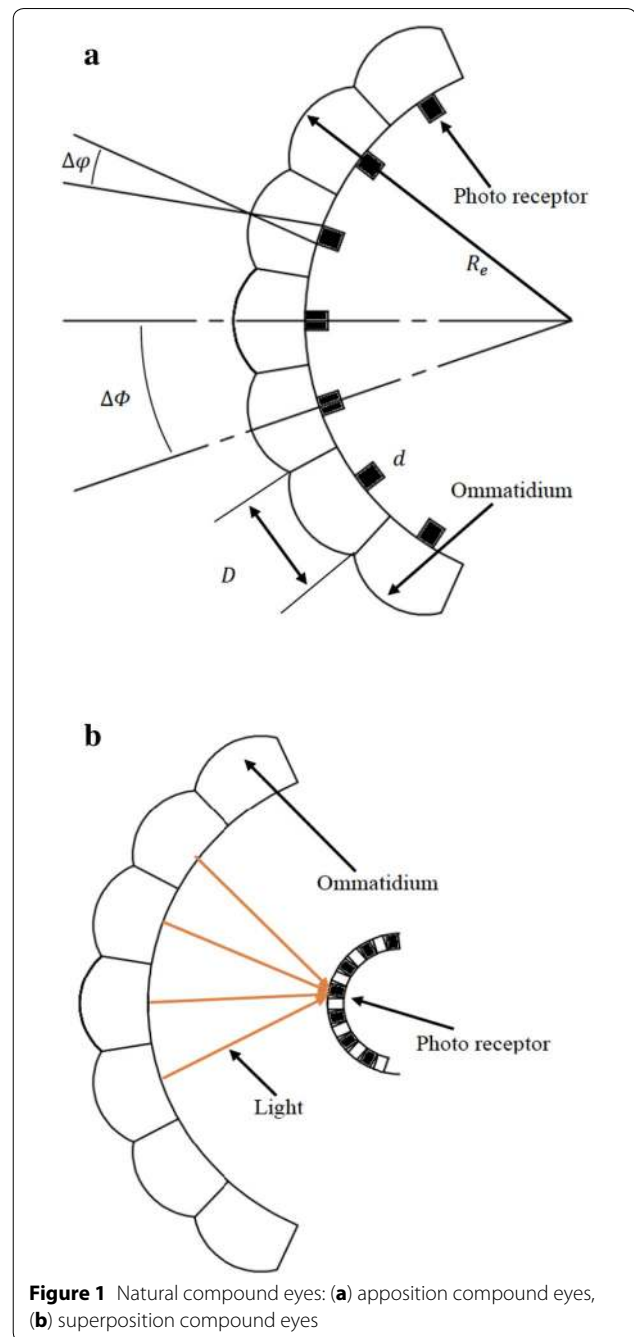 a
Δφ
Photo receptor
R_e
ΔΦ
d
Ommatidium
D
b
Ommatidium
Photo receptor
Light
Figure 1 Natural compound eyes: (a) apposition compound eyes,
(b) superposition compound eyes